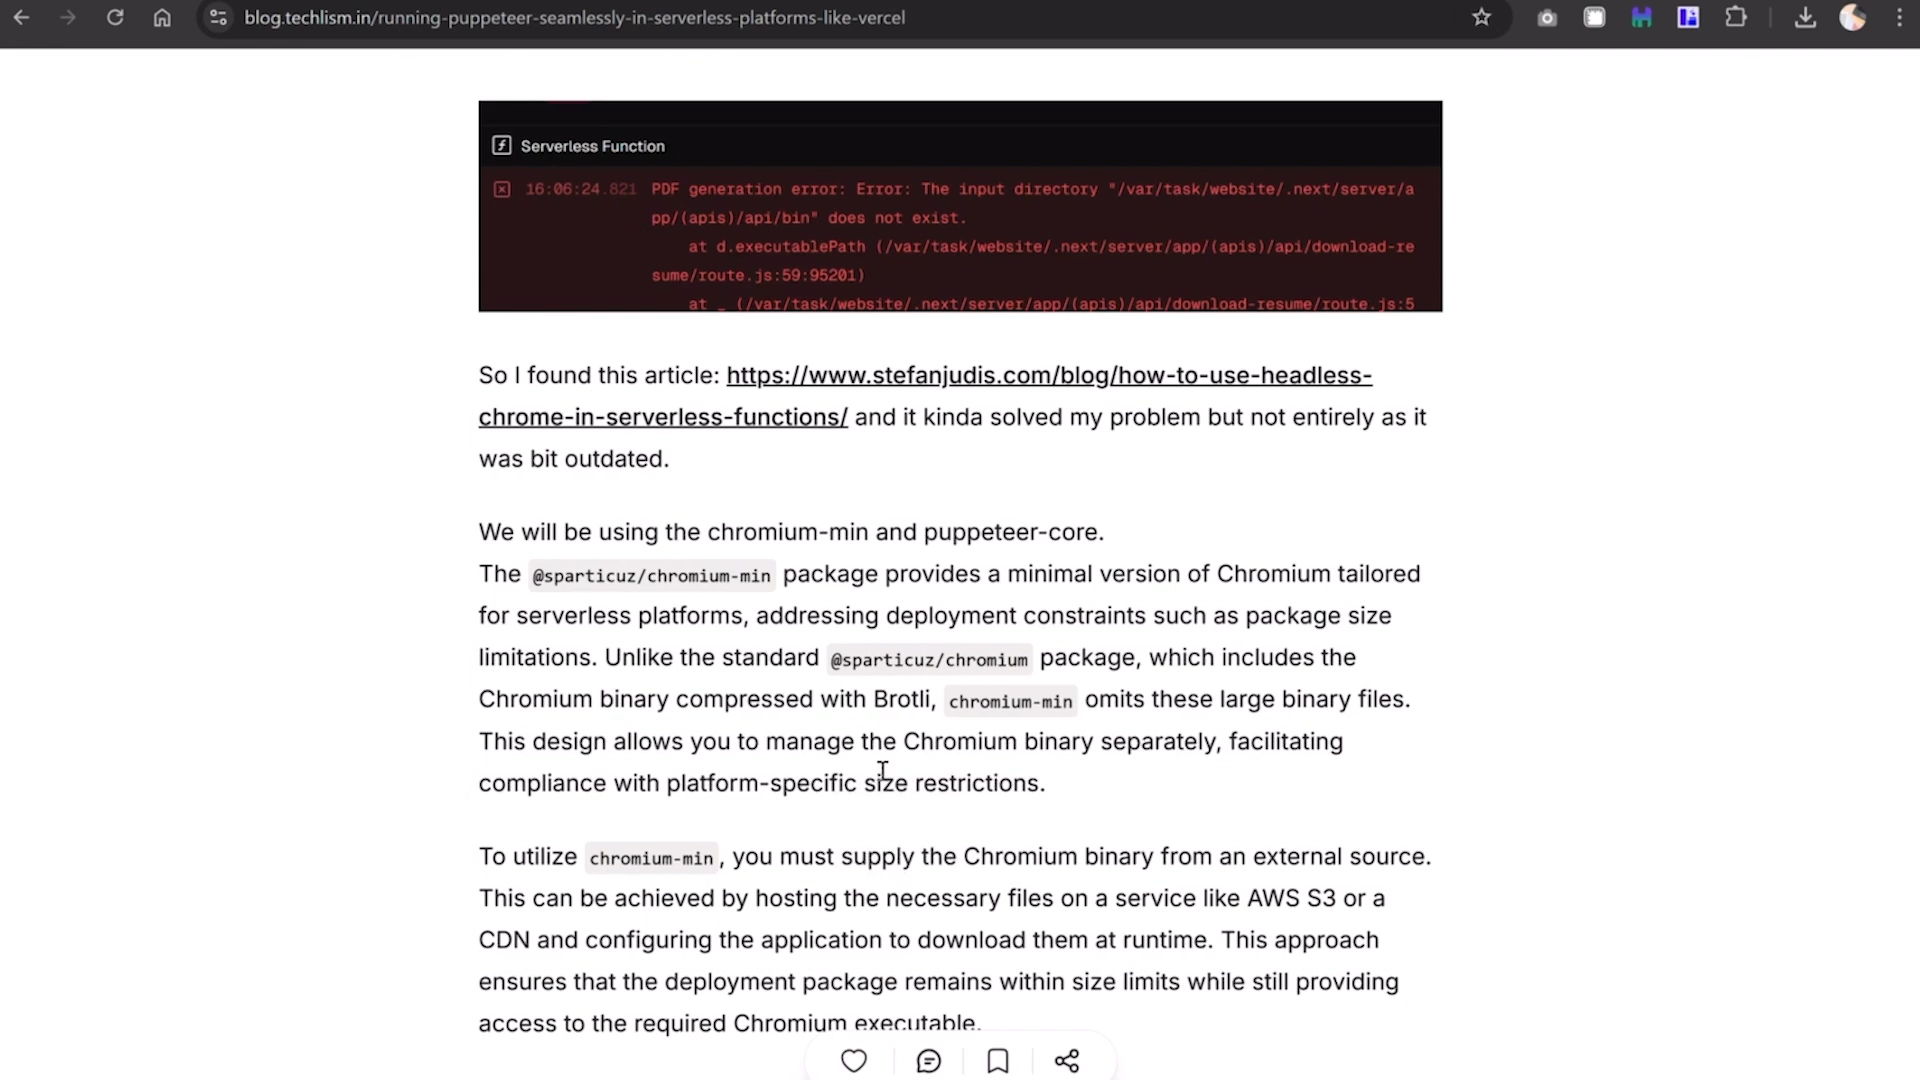 blog.techlism.in/running-puppeteer-seamlessly-in-serverless-platforms-like-vercel
Serverless Function
16:06:24.821 PDF generation error: Error: The input directory "/var/task/website/.next/server/a
pp/(apis)/api/bin" does not exist.
at d.executablePath (/var/task/website/.next/server/app/(apis)/api/download-re
sume/route.js:59:95201)
at _ (/var/task/website/.next/server/app/(apis)/api/download-resume/route.js:5
So I found this article: https://www.stefanjudis.com/blog/how-to-use-headless-
chrome-in-serverless-functions/ and it kinda solved my problem but not entirely as it
was bit outdated.
We will be using the chromium-min and puppeteer-core.
The @sparticuz/chromium-min package provides a minimal version of Chromium tailored
for serverless platforms, addressing deployment constraints such as package size
limitations. Unlike the standard @sparticuz/chromium package, which includes the
Chromium binary compressed with Brotli, chromium-min omits these large binary files.
This design allows you to manage the Chromium binary separately, facilitating
compliance with platform-specific size restrictions.
To utilize chromium-min, you must supply the Chromium binary from an external source.
This can be achieved by hosting the necessary files on a service like AWS S3 or a
CDN and configuring the application to download them at runtime. This approach
ensures that the deployment package remains within size limits while still providing
access to the required Chromium executable.